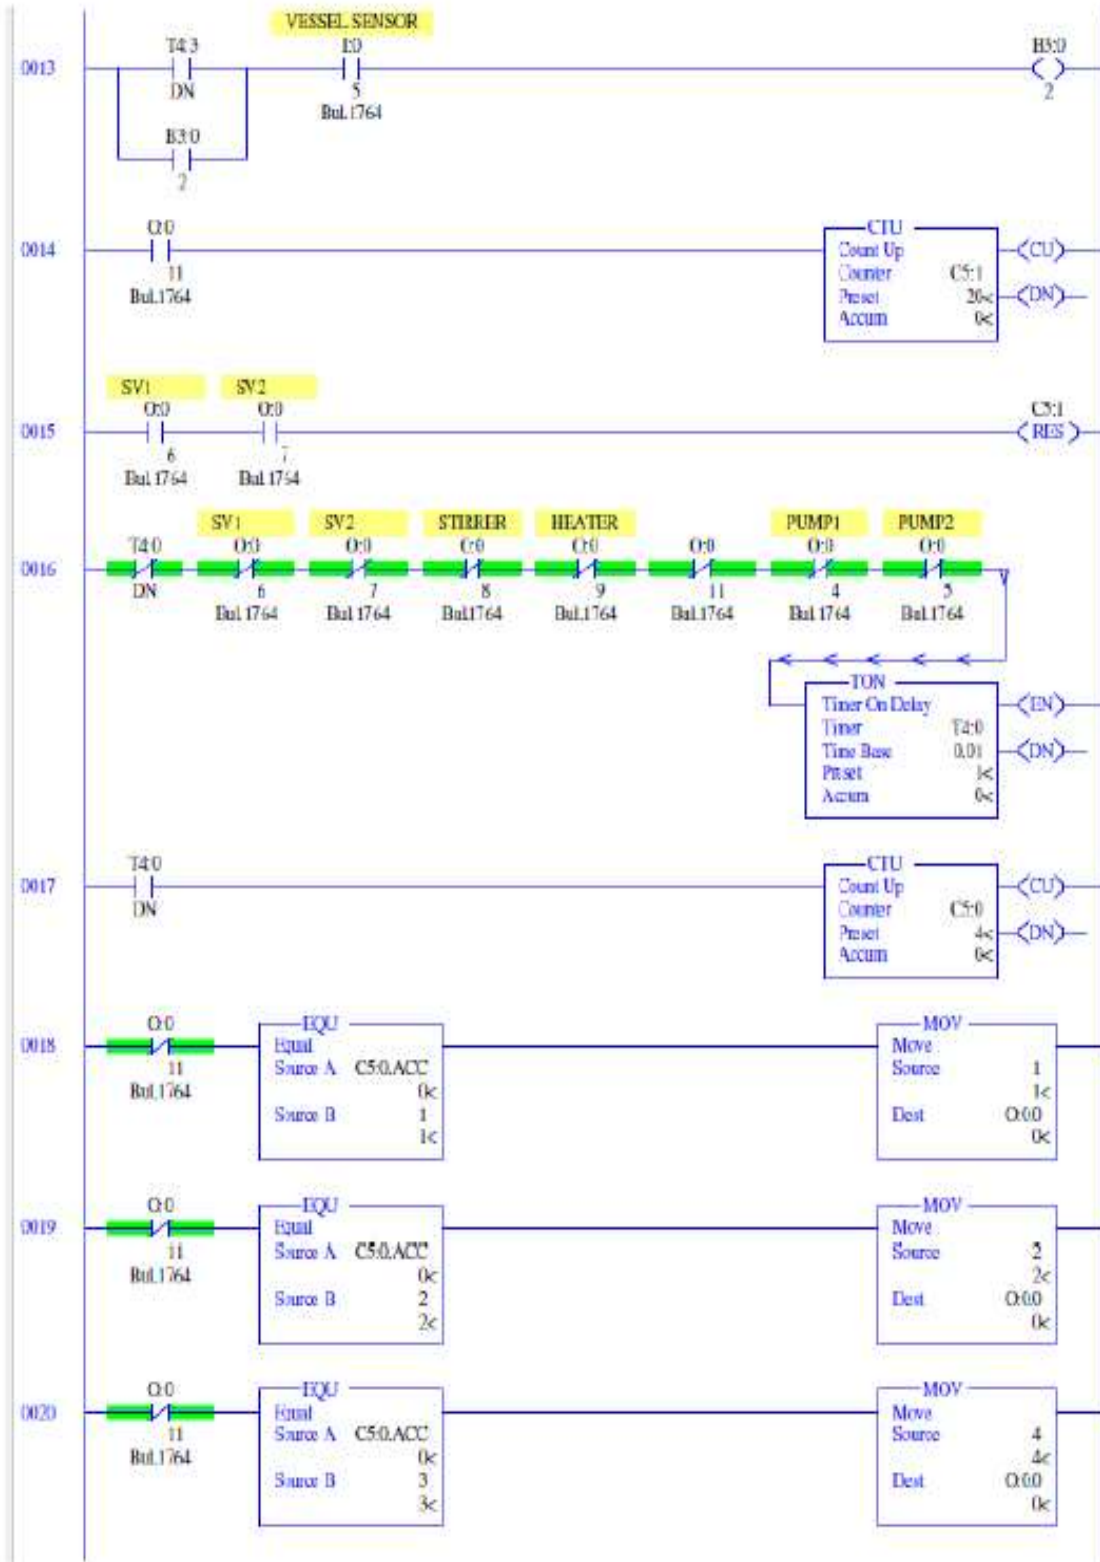 VESSEL SENSOR
T4:3 I:0 B3:0
0013
DN 5 2
Bul.1764
B3:0
2
O:0 CTU
0014 Count Up (CU)
11 Counter C5:1
Bul.1764 Preset 20< (DN)
Accum 0<
SV1 SV2
O:0 O:0 C5:1
0015 (RES)
6 7
Bul.1764 Bul.1764
SV1 SV2 STIRRER HEATER PUMP1 PUMP2
T4:0 O:0 O:0 O:0 O:0 O:0 O:0 O:0
0016
DN 6 7 8 9 11 4 5
Bul.1764 Bul.1764 Bul.1764 Bul.1764 Bul.1764 Bul.1764 Bul.1764
TON
Timer On Delay (EN)
Timer T4:0
Time Base 0.01 (DN)
Preset 1<
Accum 0<
T4:0 CTU
0017 Count Up (CU)
DN Counter C5:0
Preset 4< (DN)
Accum 0<
O:0 EQU MOV
0018 Equal Move
11 Source A C5:0.ACC Source 1
Bul.1764 0< 1<
Source B 1 Dest O:0.0
1< 0<
O:0 EQU MOV
0019 Equal Move
11 Source A C5:0.ACC Source 2
Bul.1764 0< 2<
Source B 2 Dest O:0.0
2< 0<
O:0 EQU MOV
0020 Equal Move
11 Source A C5:0.ACC Source 4
Bul.1764 0< 4<
Source B 3 Dest O:0.0
3< 0<